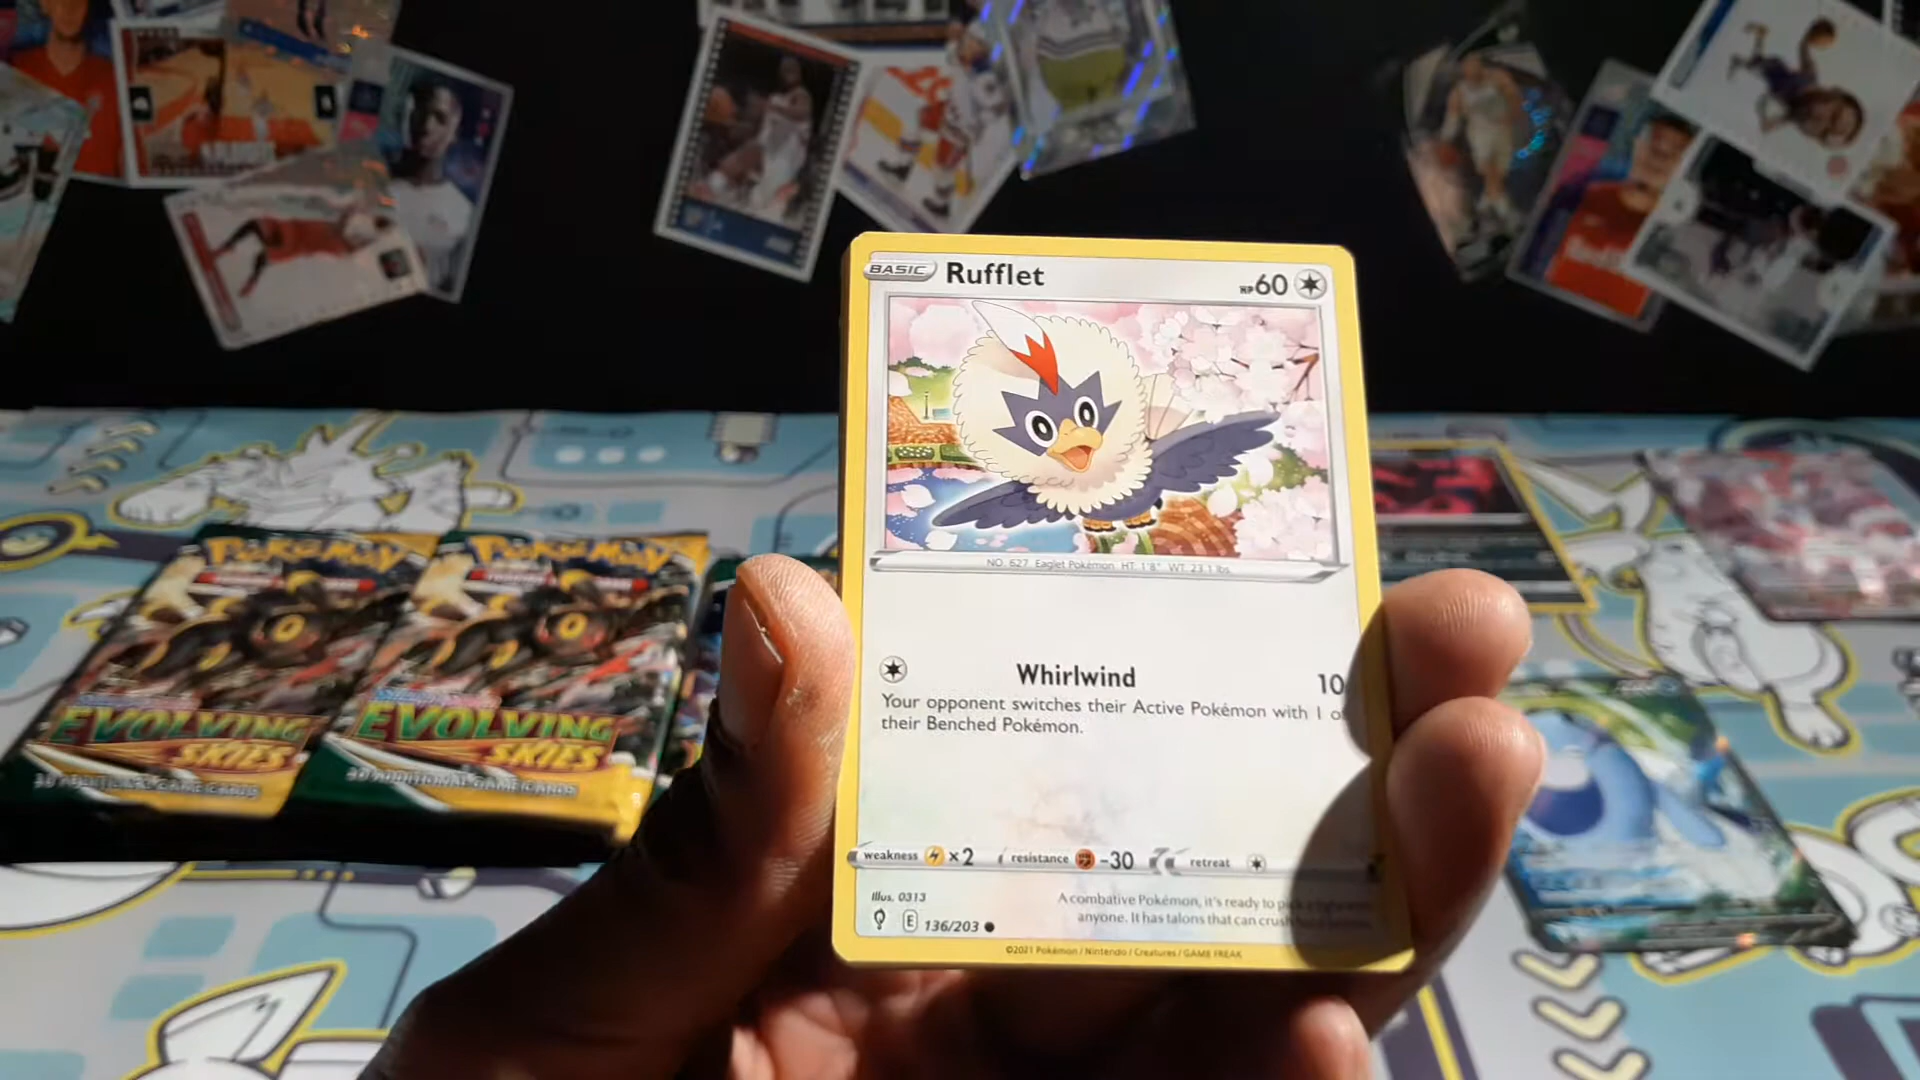 BASIC Rufflet HP 60
NO. 627 Eaglet Pokémon HT: 1'8" WT: 23.1 lbs.
Whirlwind 10
Your opponent switches their Active Pokémon with 1 of
their Benched Pokémon.
weakness ×2 resistance -30 retreat
Illus. 0313
E 136/203
A combative Pokémon, it's ready to
anyone. It has talons that can crush
©2021 Pokémon / Nintendo / Creatures / GAME FREAK
POKÉMON
EVOLVING
SKIES
10 ADDITIONAL GAME CARDS
POKÉMON
EVOLVING
SKIES
10 ADDITIONAL GAME CARDS